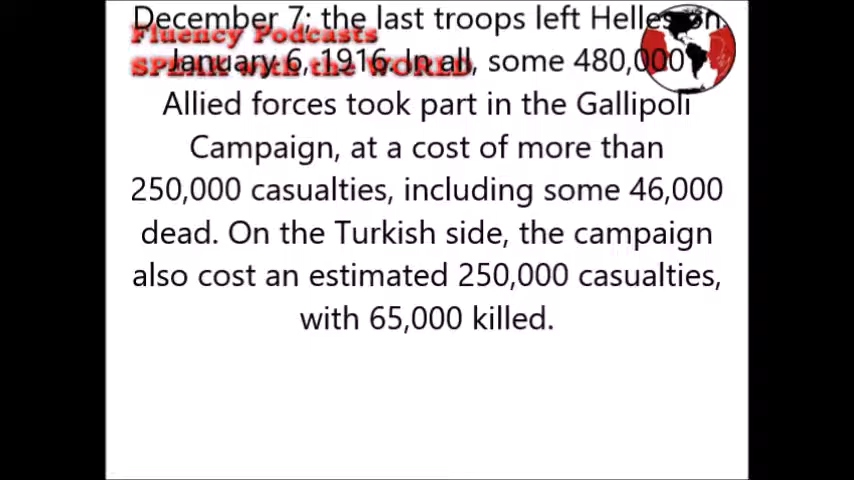 December 7; the last troops left Helles on
Fluency Podcasts
January 6, 1916. In all, some 480,000
SPEAK with the WORLD
Allied forces took part in the Gallipoli
Campaign, at a cost of more than
250,000 casualties, including some 46,000
dead. On the Turkish side, the campaign
also cost an estimated 250,000 casualties,
with 65,000 killed.